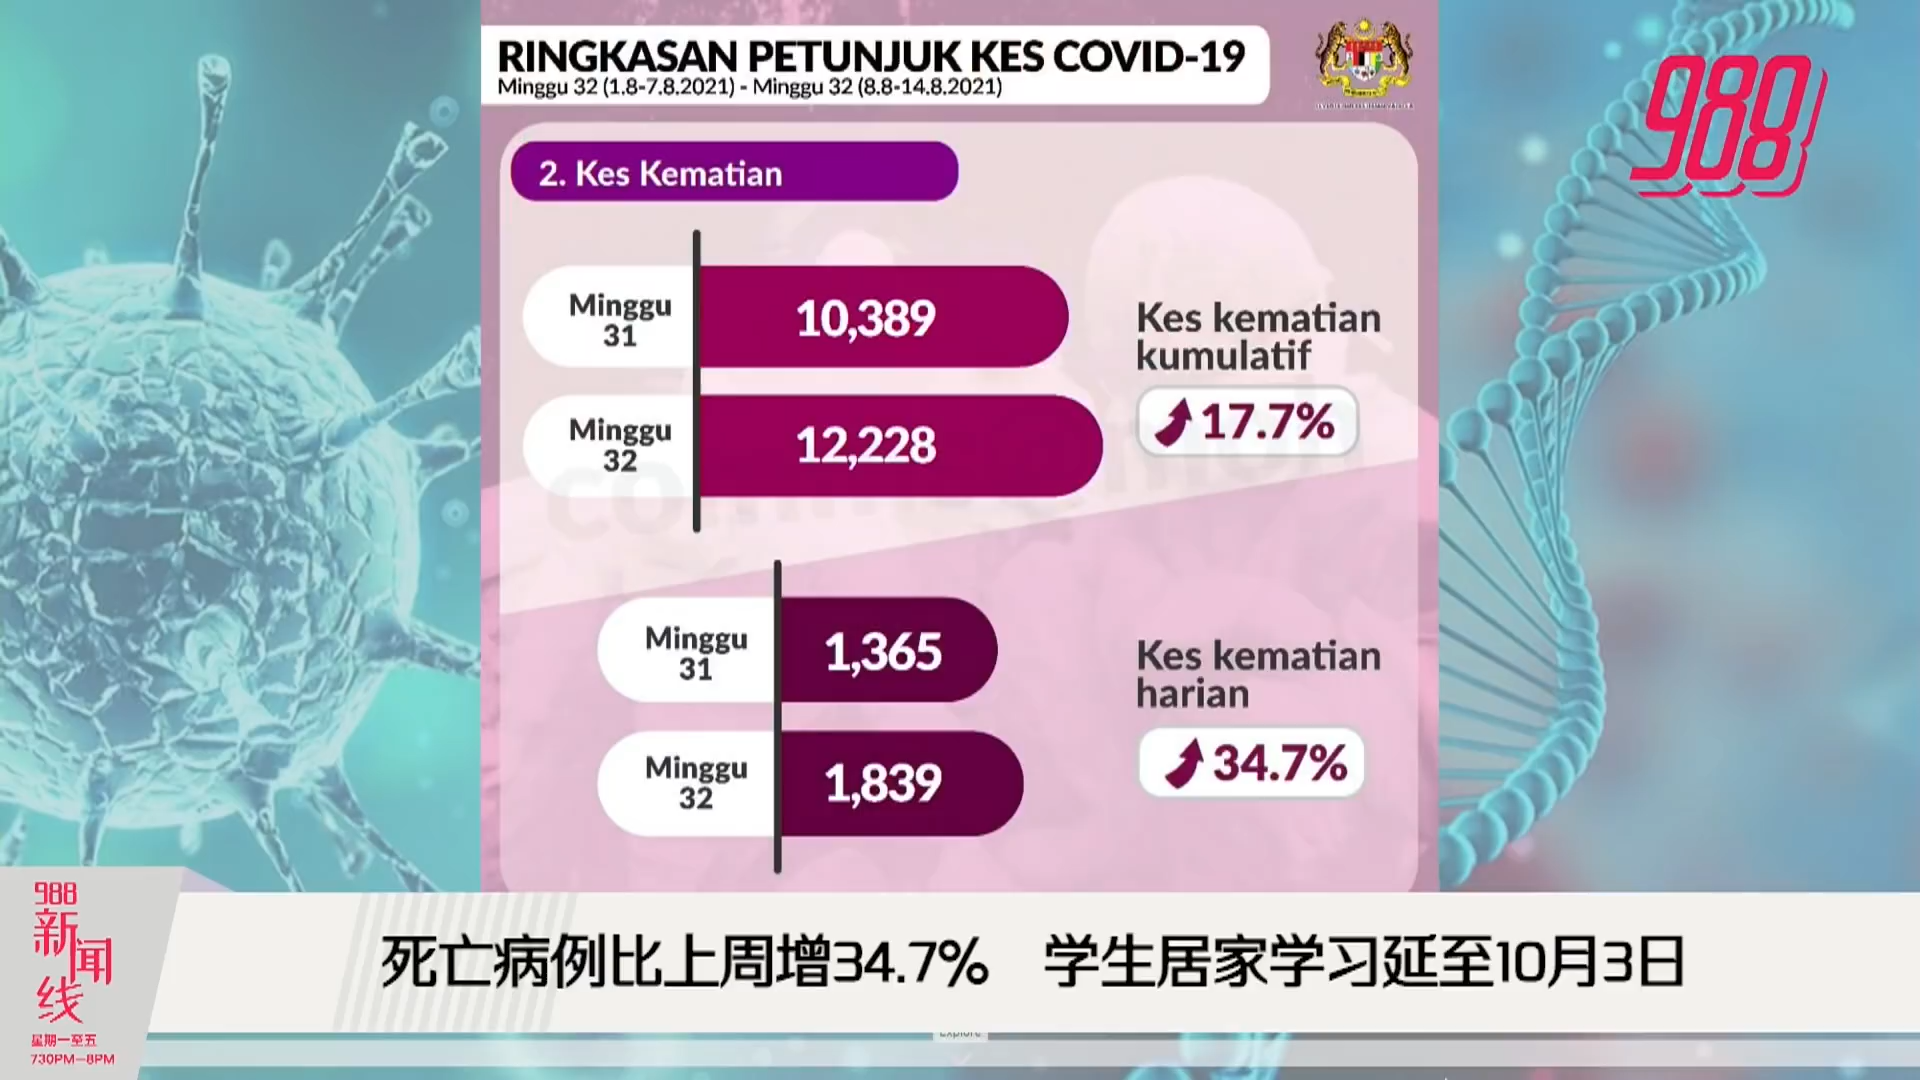 RINGKASAN PETUNJUK KES COVID-19
Minggu 32 (1.8-7.8.2021) - Minggu 32 (8.8-14.8.2021)
988
2. Kes Kematian
Minggu
31
10,389
Minggu
32
12,228
Kes kematian
kumulatif
17.7%
Minggu
31
1,365
Minggu
32
1,839
Kes kematian
harian
34.7%
988
新闻
线
星期一至五
730PM-8PM
死亡病例比上周增34.7% 学生居家学习延至10月3日